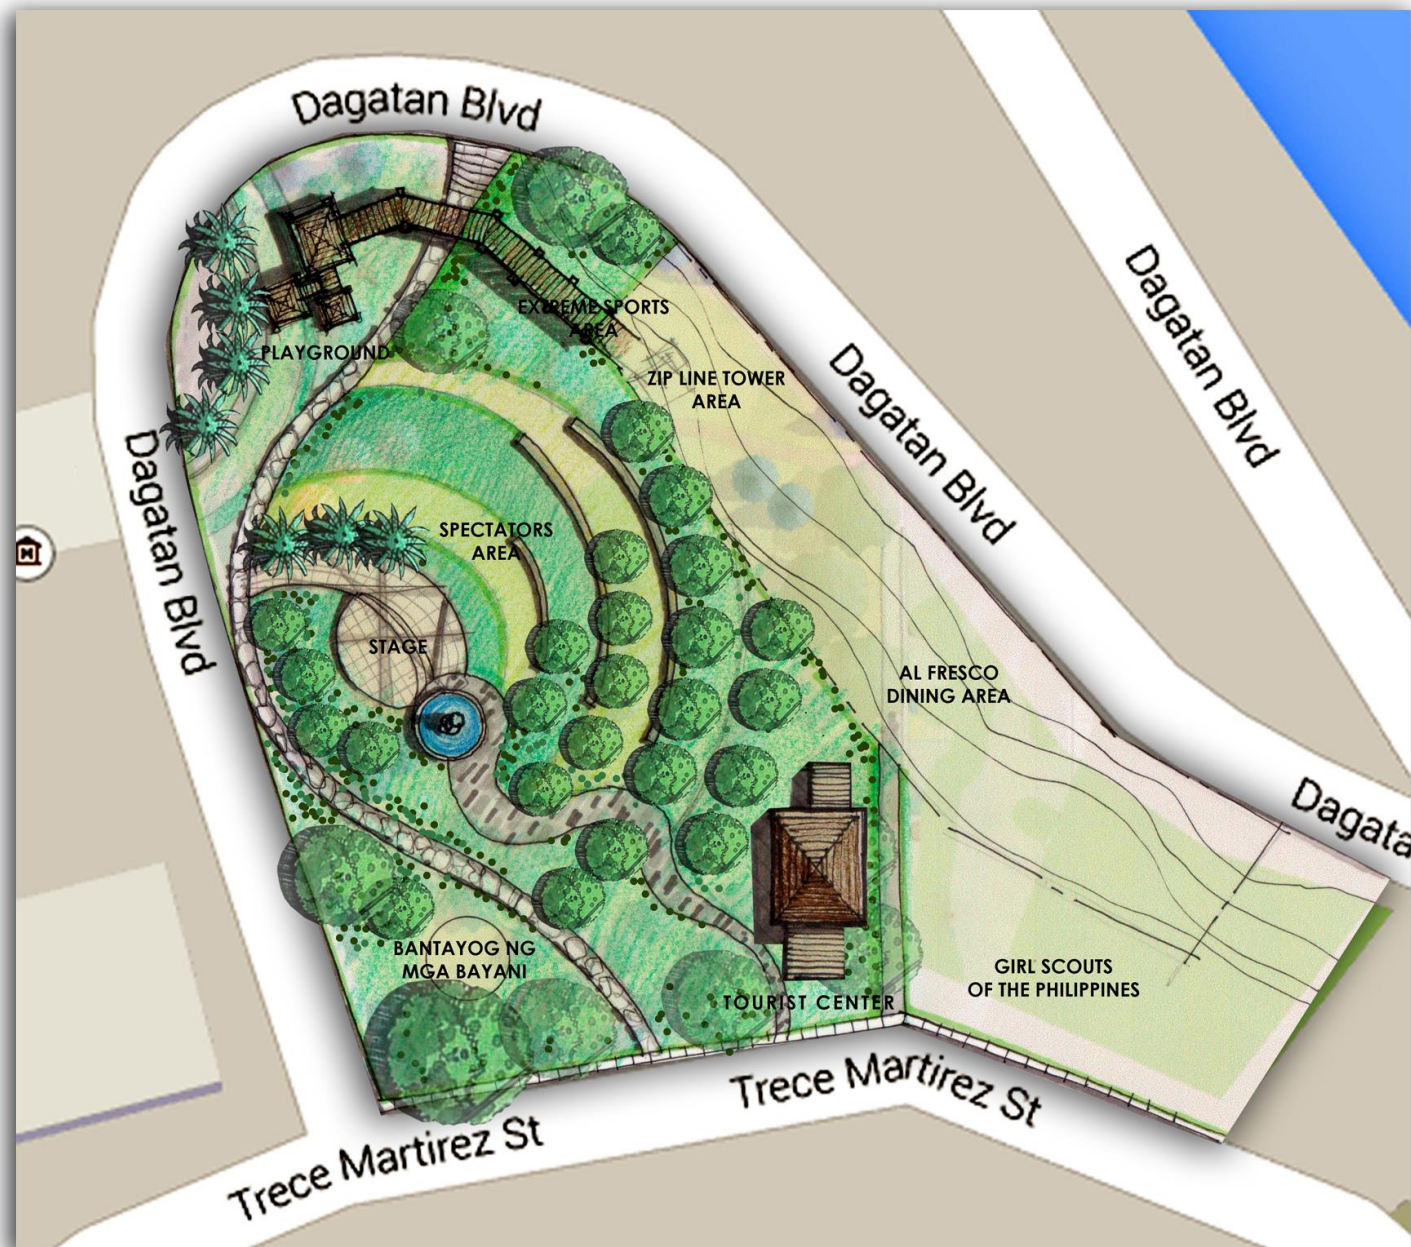 Dagatan Blvd
Dagatan Blvd
EXTREME SPORTS
AREA
PLAYGROUND
ZIP LINE TOWER
AREA
Dagatan Blvd
Dagatan Blvd
SPECTATORS
AREA
STAGE
AL FRESCO
DINING AREA
Dagata
BANTAYOG NG
MGA BAYANI
GIRL SCOUTS
OF THE PHILIPPINES
TOURIST CENTER
Trece Martirez St
Trece Martirez St